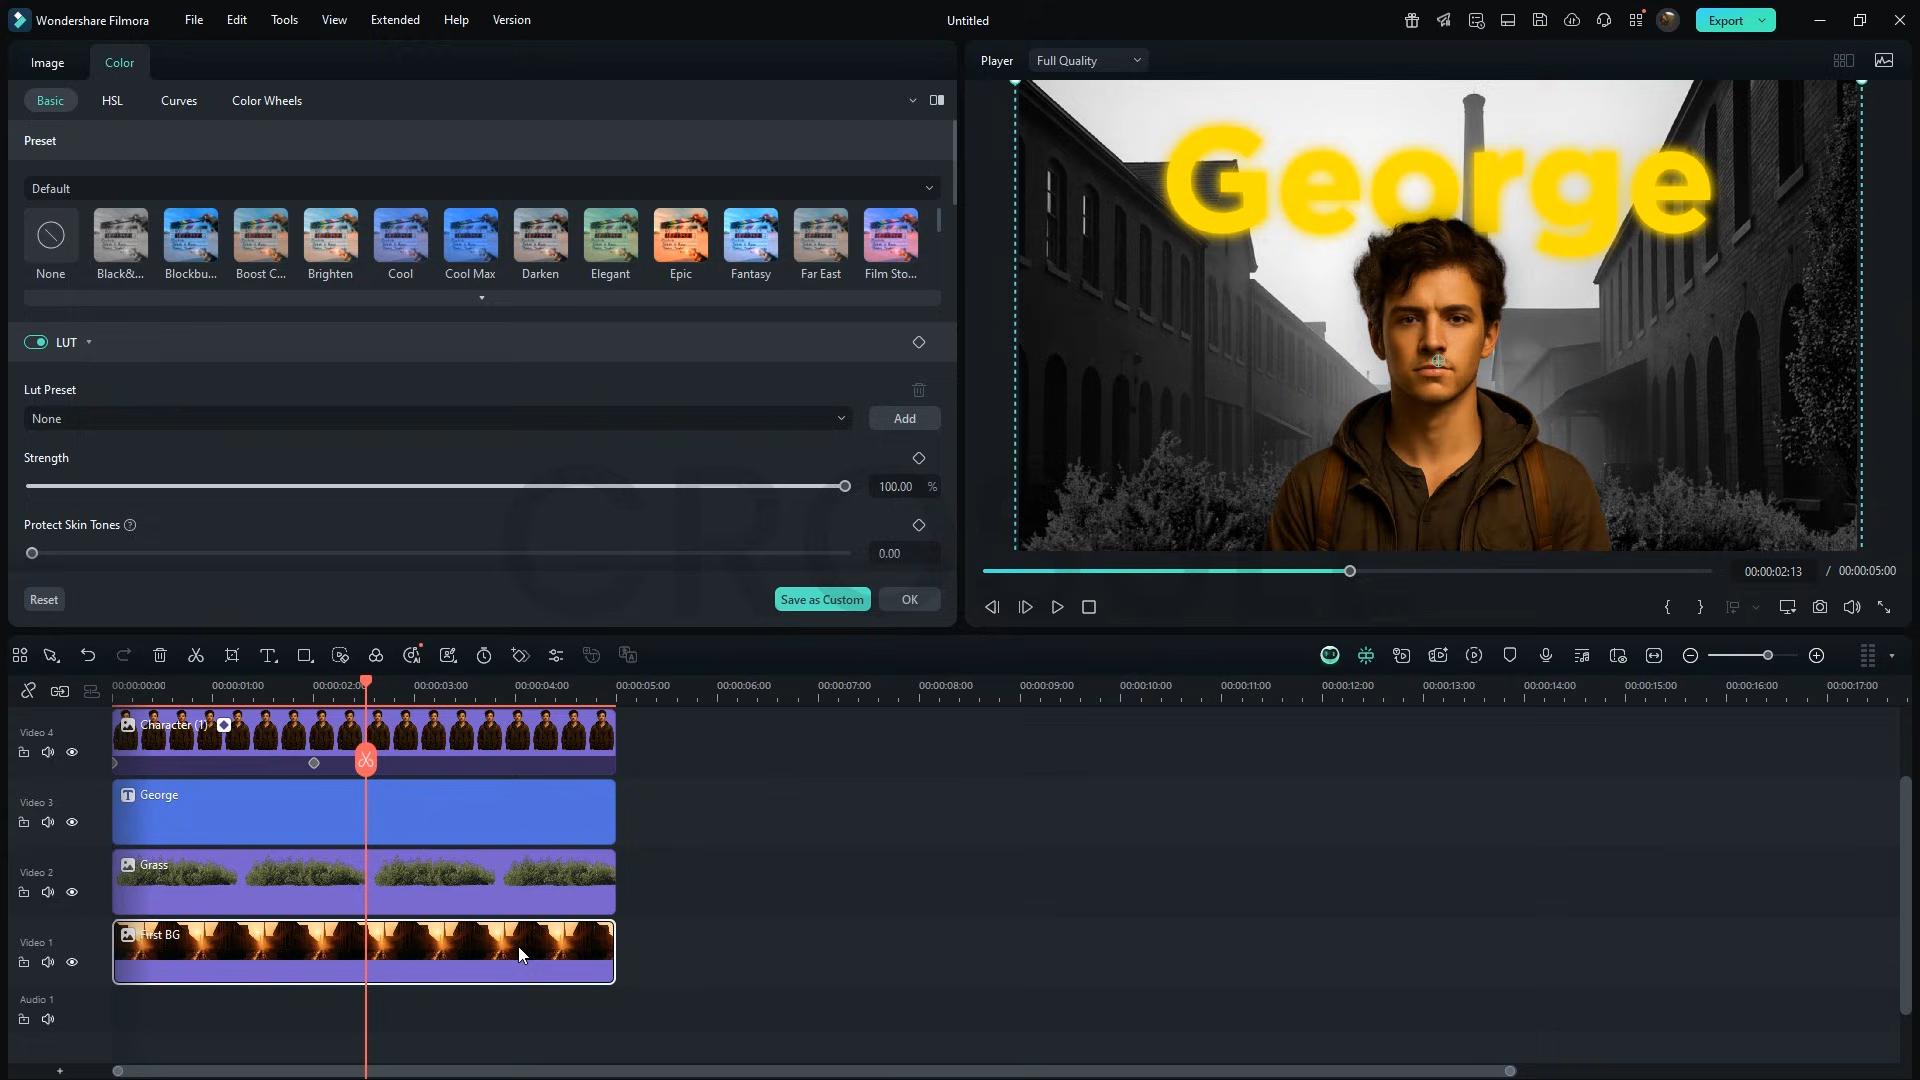 Wondershare Filmora
File
Edit
Tools
View
Extended
Help
Version
Untitled
Export
Image
Color
Basic
HSL
Curves
Color Wheels
Preset
Default
None
Black&...
Blockbu...
Boost C...
Brighten
Cool
Cool Max
Darken
Elegant
Epic
Fantasy
Far East
Film Sto...
LUT
Lut Preset
None
Add
Strength
100.00 %
Protect Skin Tones
0.00
Reset
Save as Custom
OK
Player
Full Quality
George
00:00:02:13 / 00:00:05:00
00:00:00:00
00:00:01:00
00:00:02:0
00:00:03:00
00:00:04:00
00:00:05:00
00:00:06:00
00:00:07:00
00:00:08:00
00:00:09:00
00:00:10:00
00:00:11:00
00:00:12:00
00:00:13:00
00:00:14:00
00:00:15:00
00:00:16:00
00:00:17:00
Video 4
Character (1)
Video 3
George
Video 2
Grass
Video 1
First BG
Audio 1